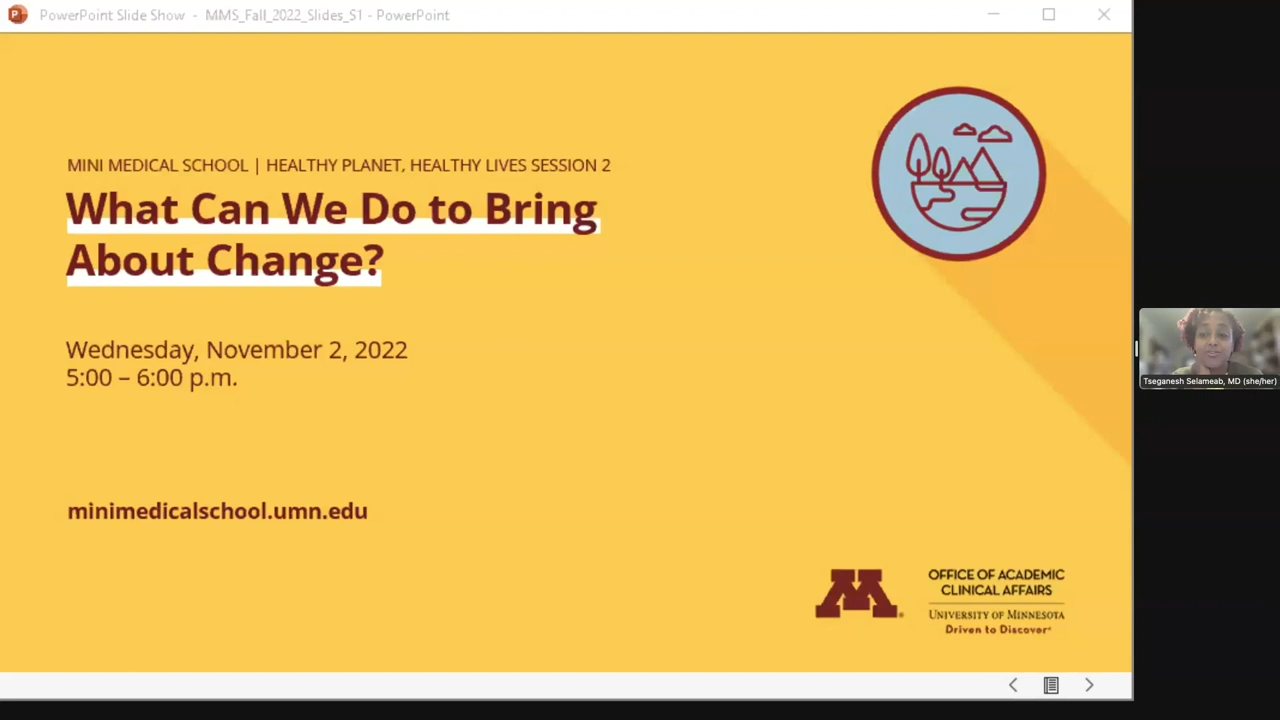 PowerPoint Slide Show - MMS_Fall_2022_Slides_S1 - PowerPoint
MINI MEDICAL SCHOOL | HEALTHY PLANET, HEALTHY LIVES SESSION 2
What Can We Do to Bring
About Change?
Wednesday, November 2, 2022
5:00 – 6:00 p.m.
minimedicalschool.umn.edu
M
OFFICE OF ACADEMIC
CLINICAL AFFAIRS
UNIVERSITY OF MINNESOTA
Driven to Discover
Tseganesh Selameab, MD (she/her)